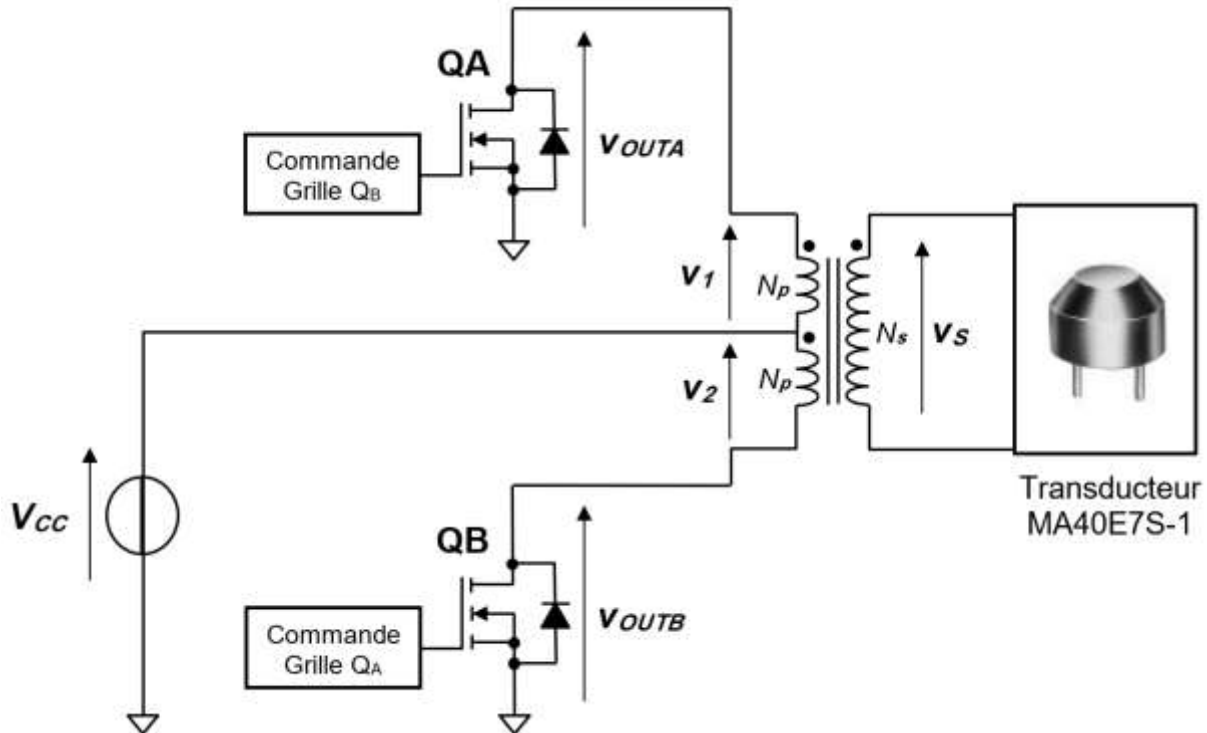 QA
Commande
Grille QB
VOUTA
V1
Np
Ns
VS
V2
Np
VCC
Transducteur
MA40E7S-1
QB
Commande
Grille QA
VOUTB